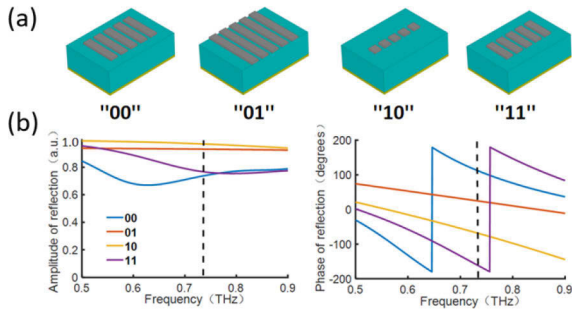 (a)
"00" "01" "10" "11"
(b)
Amplitude of reflection（a.u.）
1.0
0.8
0.6
0.4
0.2
0
0.5 0.6 0.7 0.8 0.9
Frequency（THz）
00
01
10
11
Phase of reflection（degrees）
200
100
0
-100
-200
0.5 0.6 0.7 0.8 0.9
Frequency（THz）